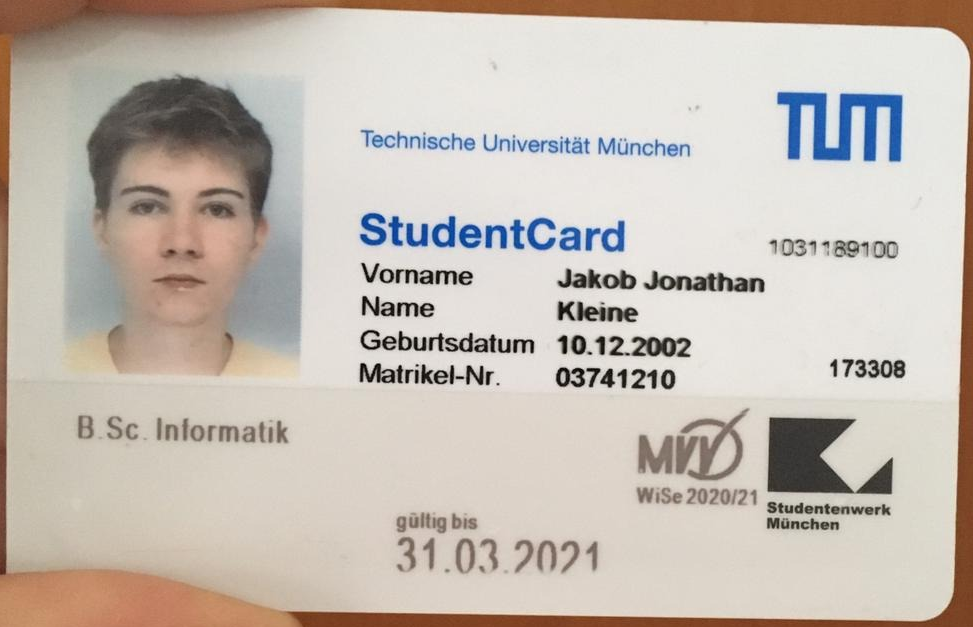 TUM
Technische Universität München
StudentCard
1031189100
Vorname Jakob Jonathan
Name Kleine
Geburtsdatum 10.12.2002
Matrikel-Nr. 03741210 173308
B.Sc. Informatik
MVV
WiSe 2020/21
Studentenwerk
München
gültig bis
31.03.2021